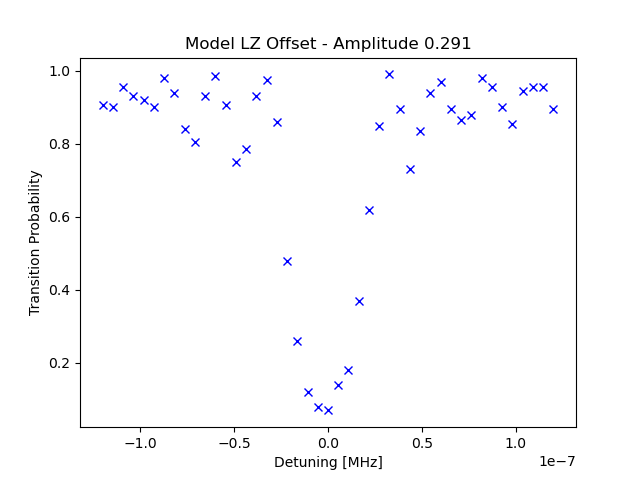 Model LZ Offset - Amplitude 0.291
Transition Probability
1.0
0.8
0.6
0.4
0.2
−1.0 −0.5 0.0 0.5 1.0
1e−7
Detuning [MHz]